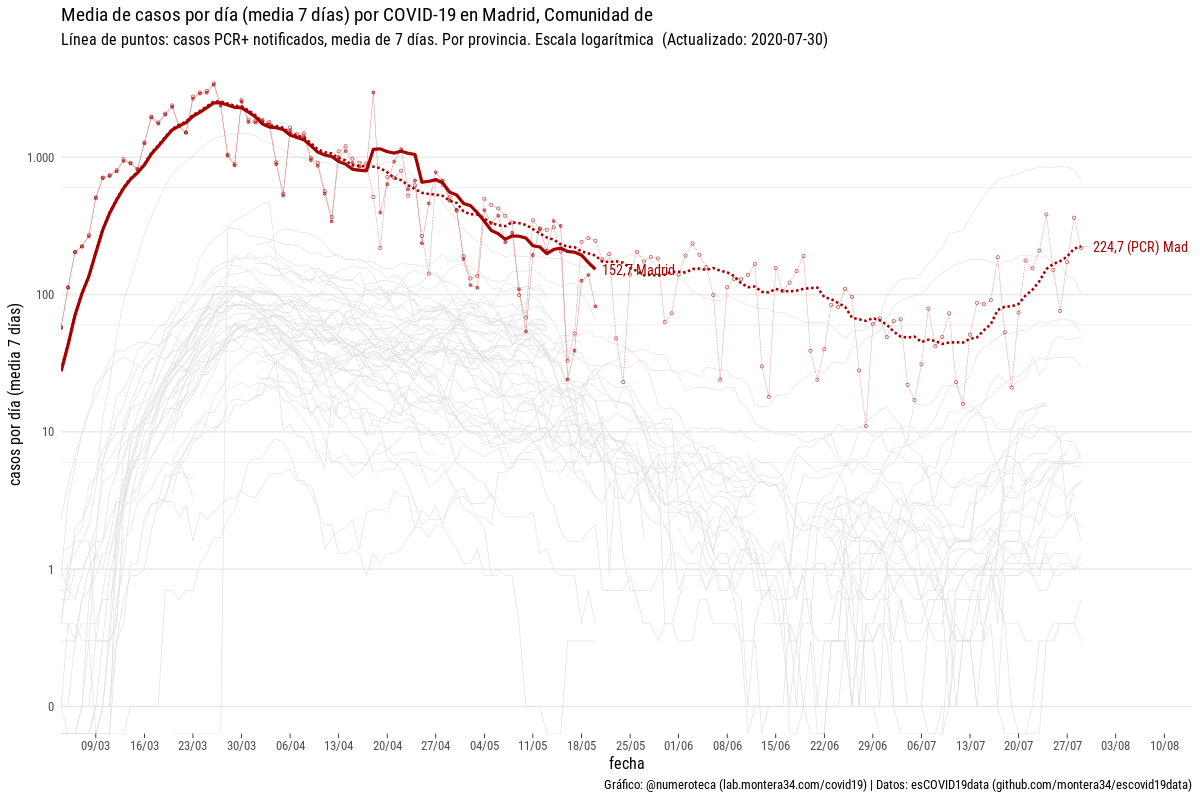 Media de casos por día (media 7 días) por COVID-19 en Madrid, Comunidad de
Línea de puntos: casos PCR+ notificados, media de 7 días. Por provincia. Escala logarítmica (Actualizado: 2020-07-30)
casos por día (media 7 días)
1.000
100
10
1
0
152,7 Madrid
224,7 (PCR) Mad
09/03 16/03 23/03 30/03 06/04 13/04 20/04 27/04 04/05 11/05 18/05 25/05 01/06 08/06 15/06 22/06 29/06 06/07 13/07 20/07 27/07 03/08 10/08
fecha
Gráfico: @numeroteca (lab.montera34.com/covid19) | Datos: esCOVID19data (github.com/montera34/escovid19data)